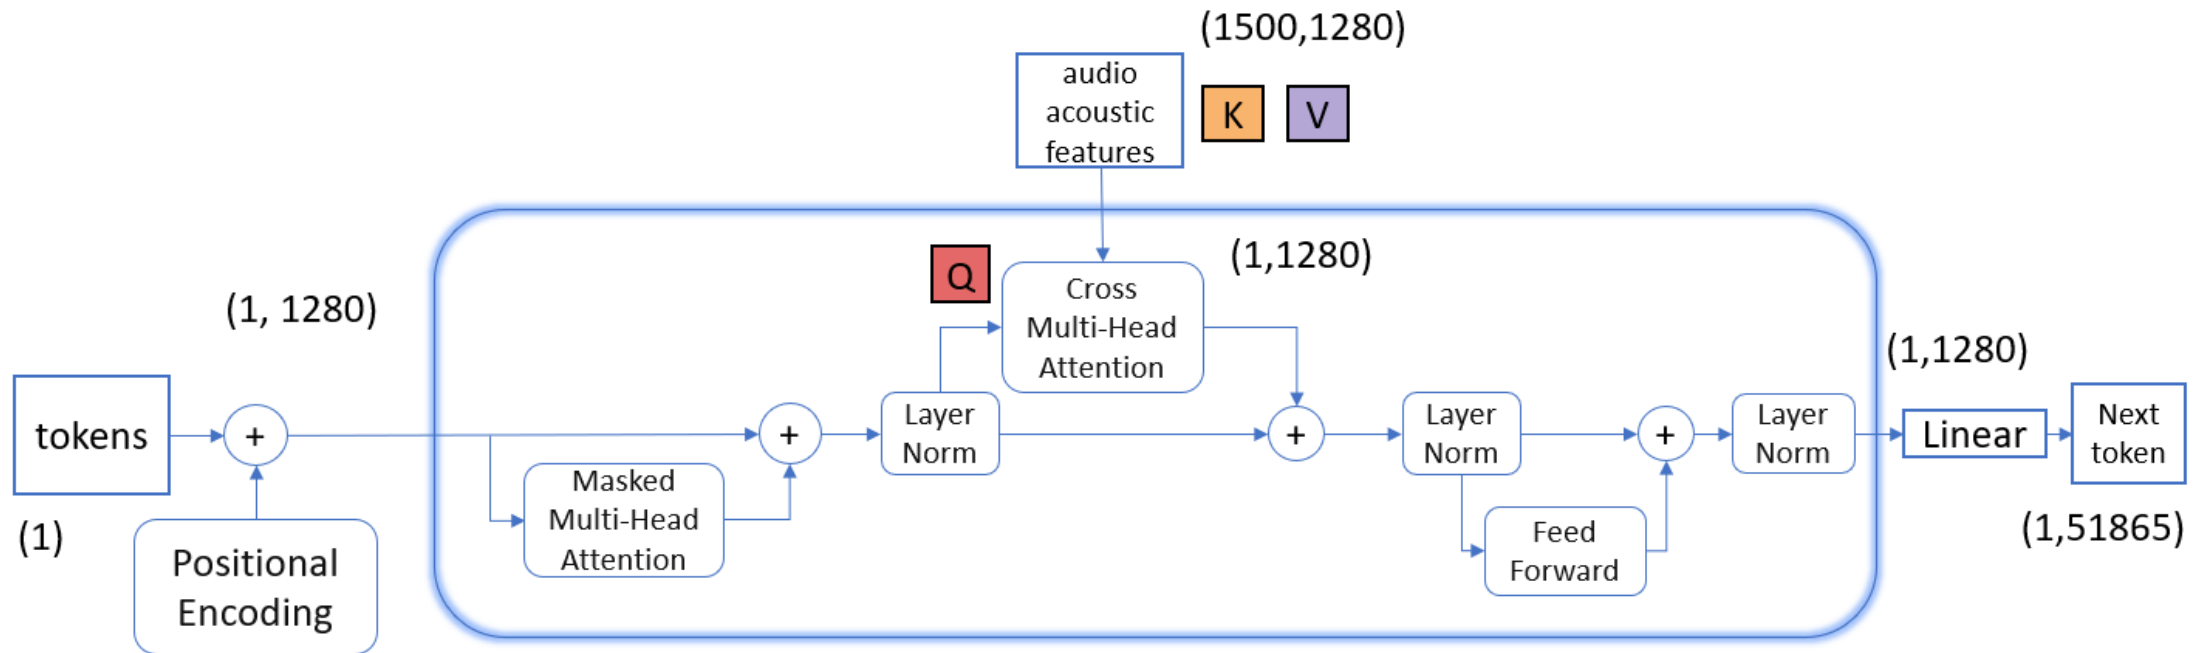 (1500,1280)
audio
acoustic
features
K
V
(1, 1280)
Q
(1,1280)
Cross
Multi-Head
Attention
tokens
(1)
+
Positional
Encoding
Masked
Multi-Head
Attention
+
Layer
Norm
+
Layer
Norm
Feed
Forward
+
Layer
Norm
(1,1280)
Linear
Next
token
(1,51865)